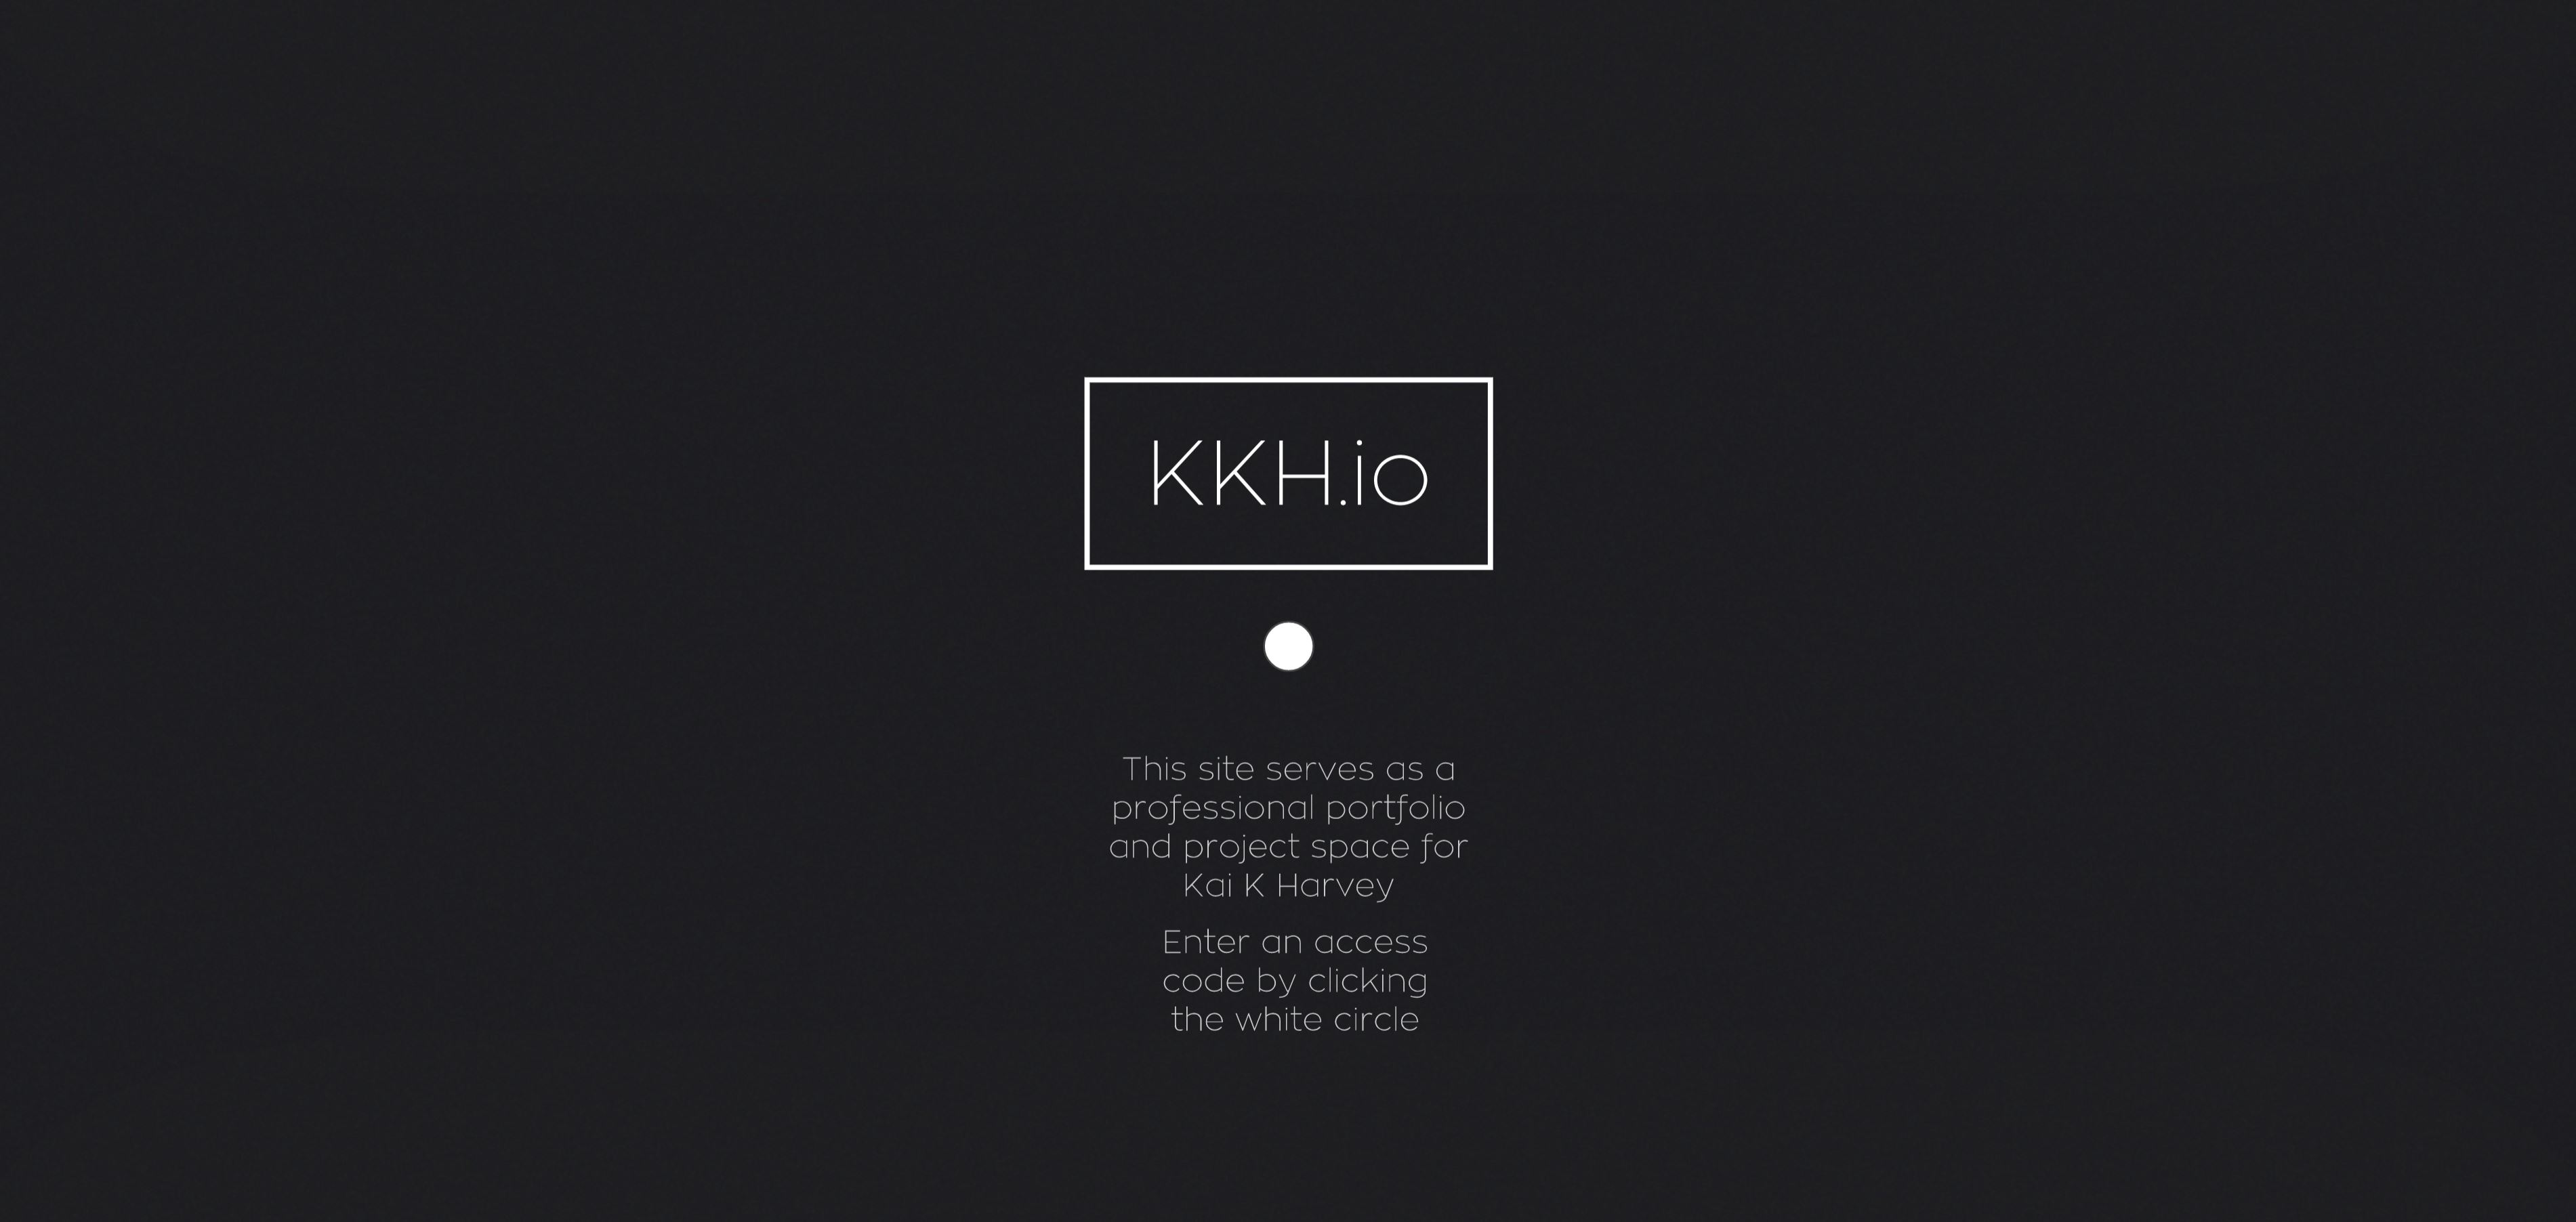 KKH.io
This site serves as a
professional portfolio
and project space for
Kai K Harvey
Enter an access
code by clicking
the white circle